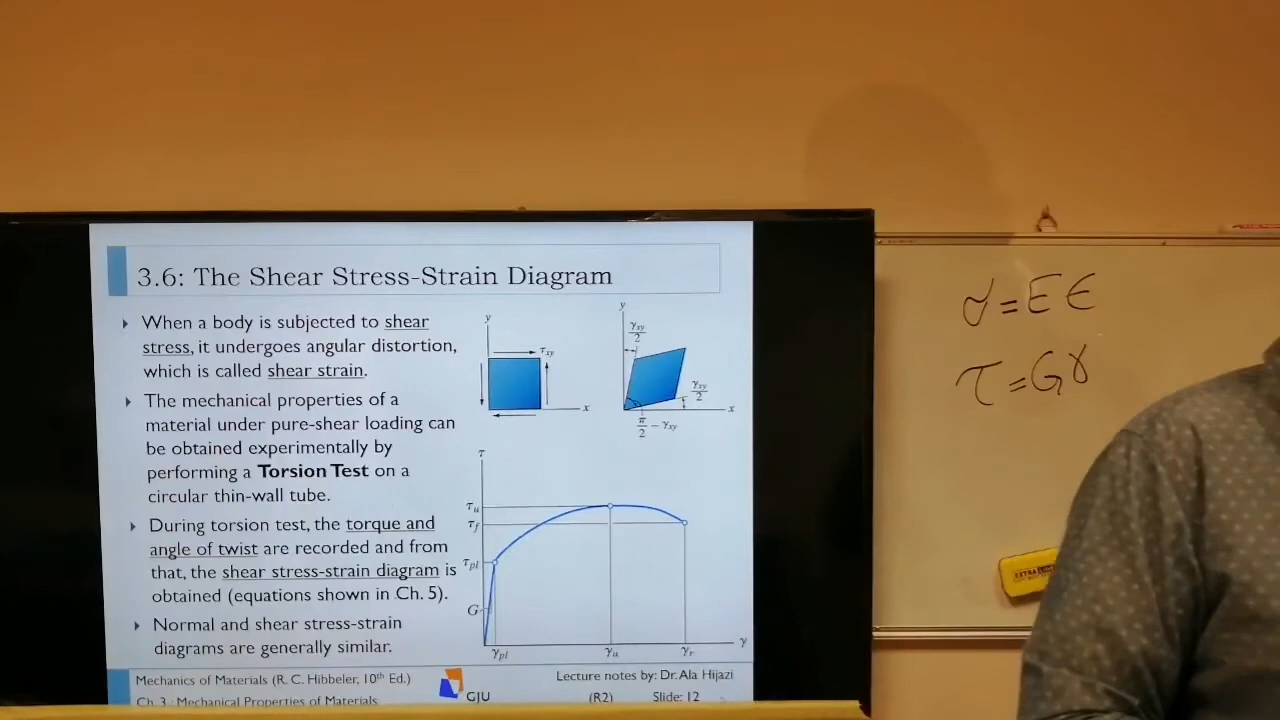 3.6: The Shear Stress-Strain Diagram
When a body is subjected to shear
stress, it undergoes angular distortion,
which is called shear strain.
The mechanical properties of a
material under pure-shear loading can
be obtained experimentally by
performing a Torsion Test on a
circular thin-wall tube.
During torsion test, the torque and
angle of twist are recorded and from
that, the shear stress-strain diagram is
obtained (equations shown in Ch. 5).
Normal and shear stress-strain
diagrams are generally similar.
y
τxy
x
y
γxy/2
γxy/2
x
π/2 − γxy
τ
τu
τf
τpl
G
γpl
γu
γr
γ
Mechanics of Materials (R. C. Hibbeler, 10th Ed.)
Ch. 3: Mechanical Properties of Materials
GJU
Lecture notes by: Dr. Ala Hijazi
(R2)
Slide: 12
σ = E ϵ
τ = G γ